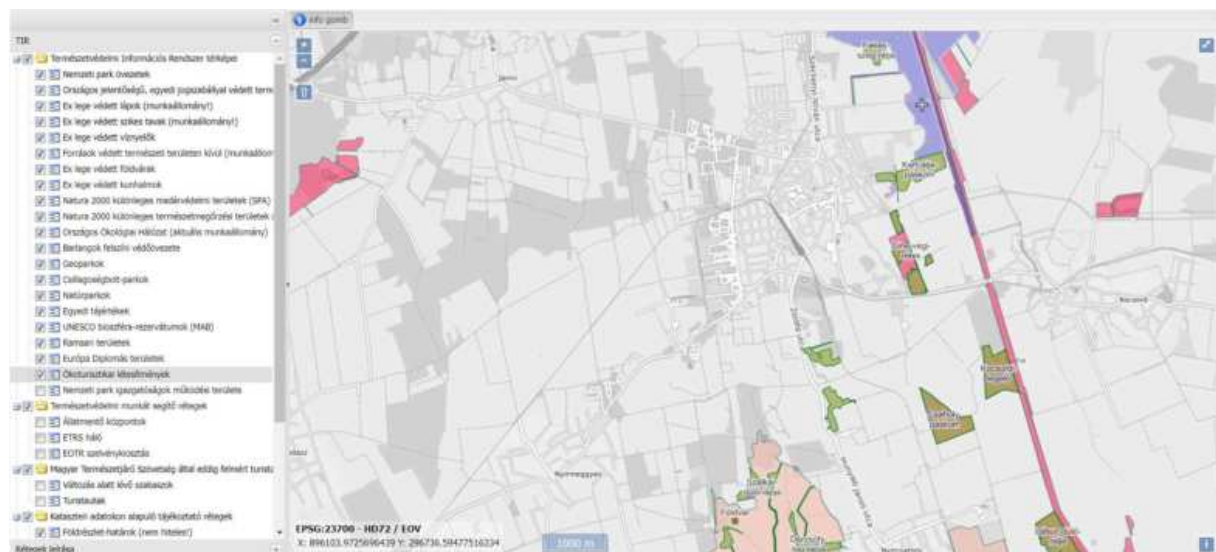 info gomb
TIR
Természetvédelmi Információs Rendszer térképei
Nemzeti park övezetek
Országos jelentőségű, egyedi jogszabállyal védett term
Ex lege védett lápok (munkaállomány!)
Ex lege védett szikes tavak (munkaállomány!)
Ex lege védett víznyelők
Források védett természeti területen kívül (munkaállom
Ex lege védett földvárak
Ex lege védett kunhalmok
Natura 2000 különleges madárvédelmi területek (SPA)
Natura 2000 különleges természetmegőrzési területek (
Országos Ökológiai Hálózat (aktuális munkaállomány)
Barlangok felszíni védőövezete
Geoparkok
Csillagoségbolt-parkok
Natúrparkok
Egyedi tájértékek
UNESCO bioszféra-rezervátumok (MAB)
Ramsari területek
Európa Diplomás területek
Ökoturisztikai létesítmények
Nemzeti park igazgatóságok működési területe
Természetvédelmi munkát segítő rétegek
Állatmentő központok
ETRS háló
EOTR szelvénykiosztás
Magyar Természetjáró Szövetség által eddig felmért turista
Változás alatt lévő szakaszok
Turistautak
Kataszteri adatokon alapuló tájékoztató rétegek
Földrészlet-határok (nem hiteles!)
Rétegek leírása
Jármi
Kocsord
Nyírmeggyes
Földvár
EPSG:23700 - HD72 / EOV
X: 896103.9725696439 Y: 296736.59477516234
1000 m